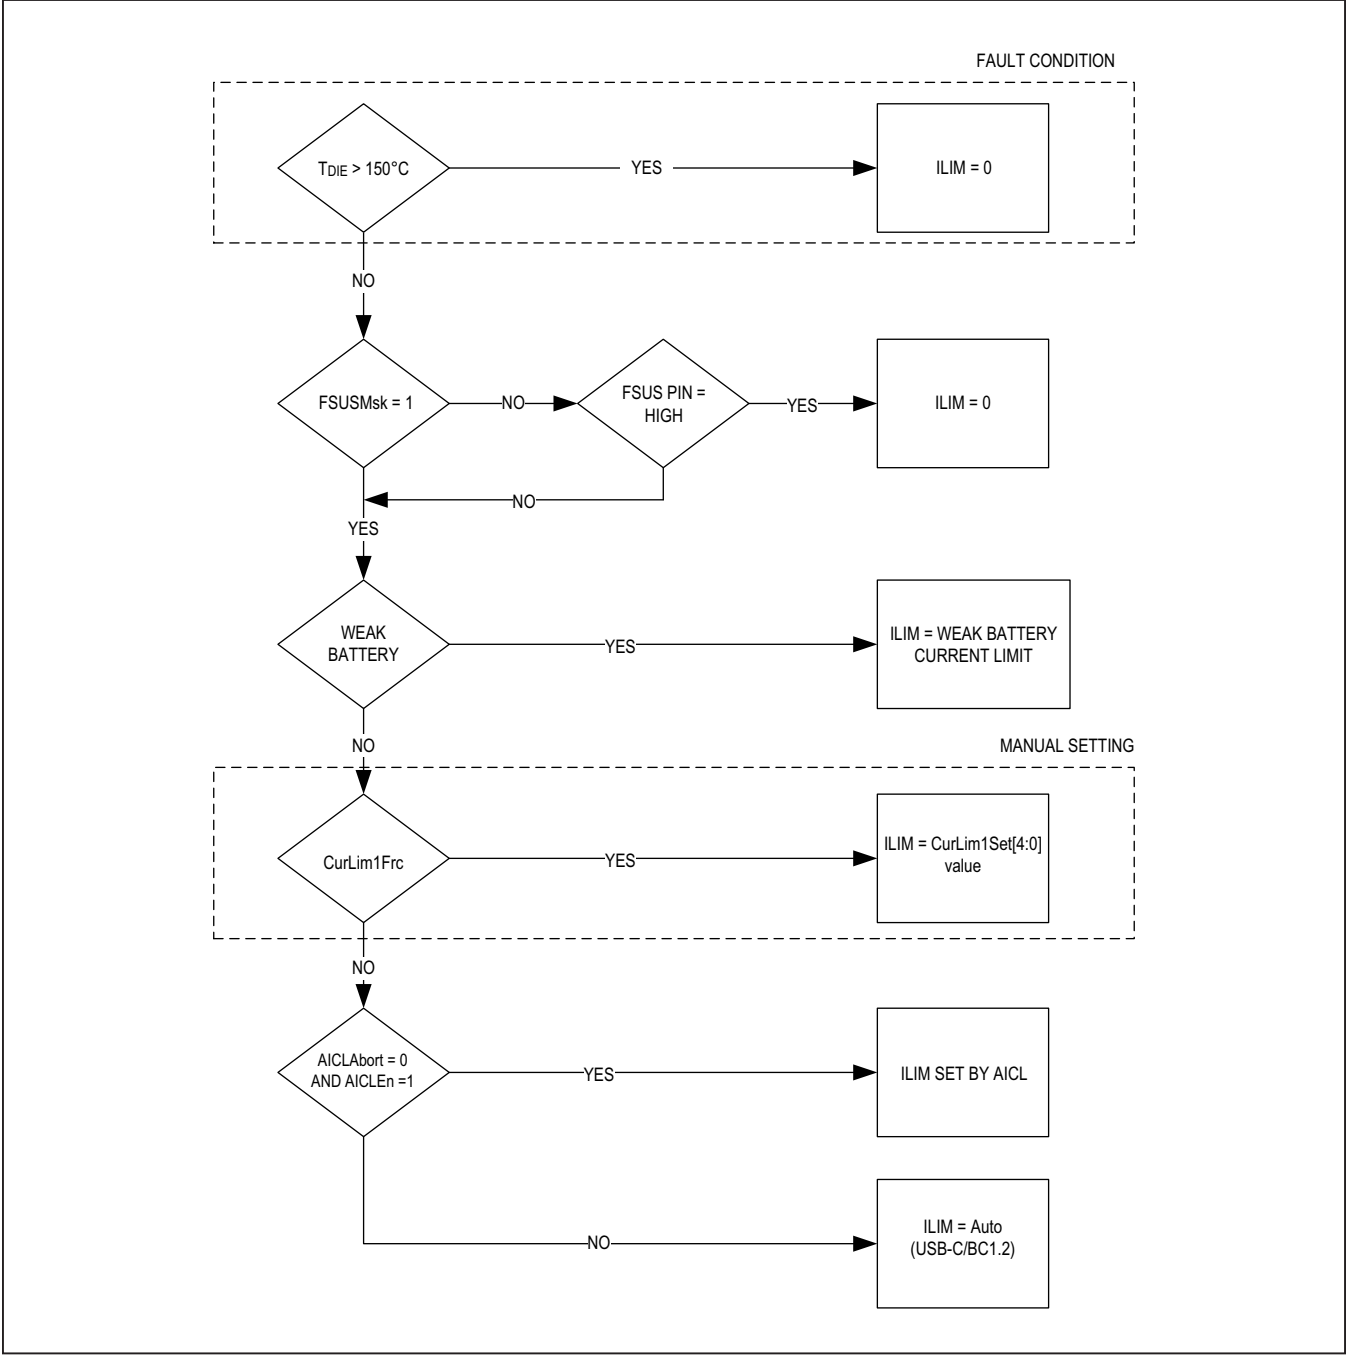 FAULT CONDITION
TDIE > 150°C
YES
ILIM = 0
NO
FSUSMsk = 1
NO
FSUS PIN =
HIGH
YES
ILIM = 0
NO
YES
WEAK
BATTERY
YES
ILIM = WEAK BATTERY
CURRENT LIMIT
NO
MANUAL SETTING
CurLim1Frc
YES
ILIM = CurLim1Set[4:0]
value
NO
AICLAbort = 0
AND AICLEn =1
YES
ILIM SET BY AICL
NO
ILIM = Auto
(USB-C/BC1.2)